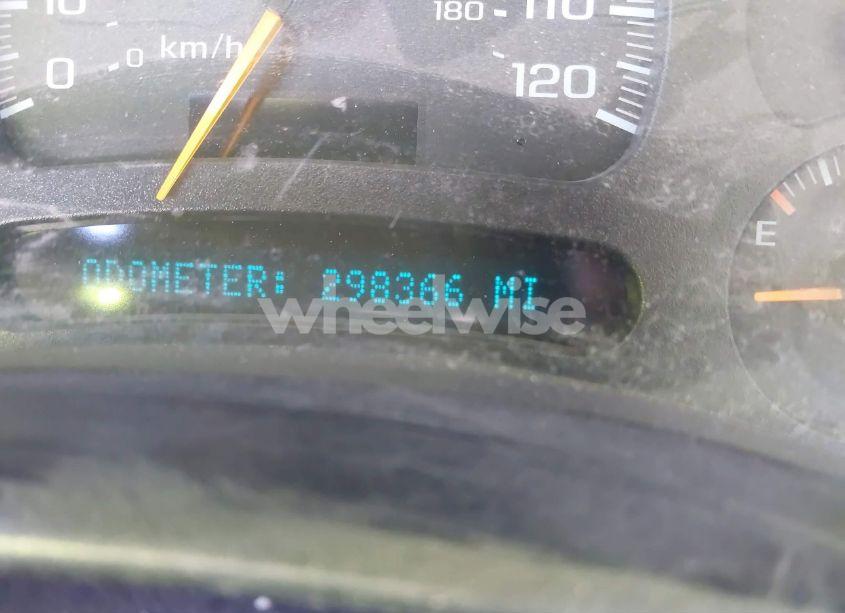 10
180 110
0 0 km/h
120
E
ODOMETER: 298366 MI
wheelwise